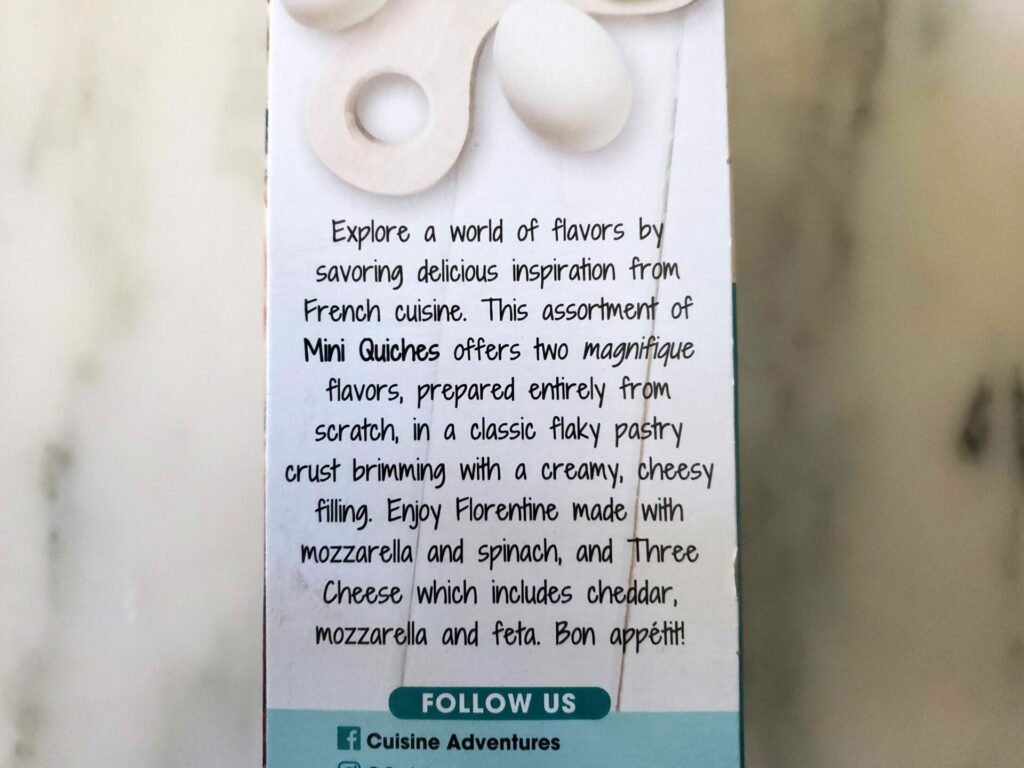 Explore a world of flavors by
savoring delicious inspiration from
French cuisine. This assortment of
Mini Quiches offers two magnifique
flavors, prepared entirely from
scratch, in a classic flaky pastry
crust brimming with a creamy, cheesy
filling. Enjoy Florentine made with
mozzarella and spinach, and Three
Cheese which includes cheddar,
mozzarella and feta. Bon appétit!
FOLLOW US
Cuisine Adventures